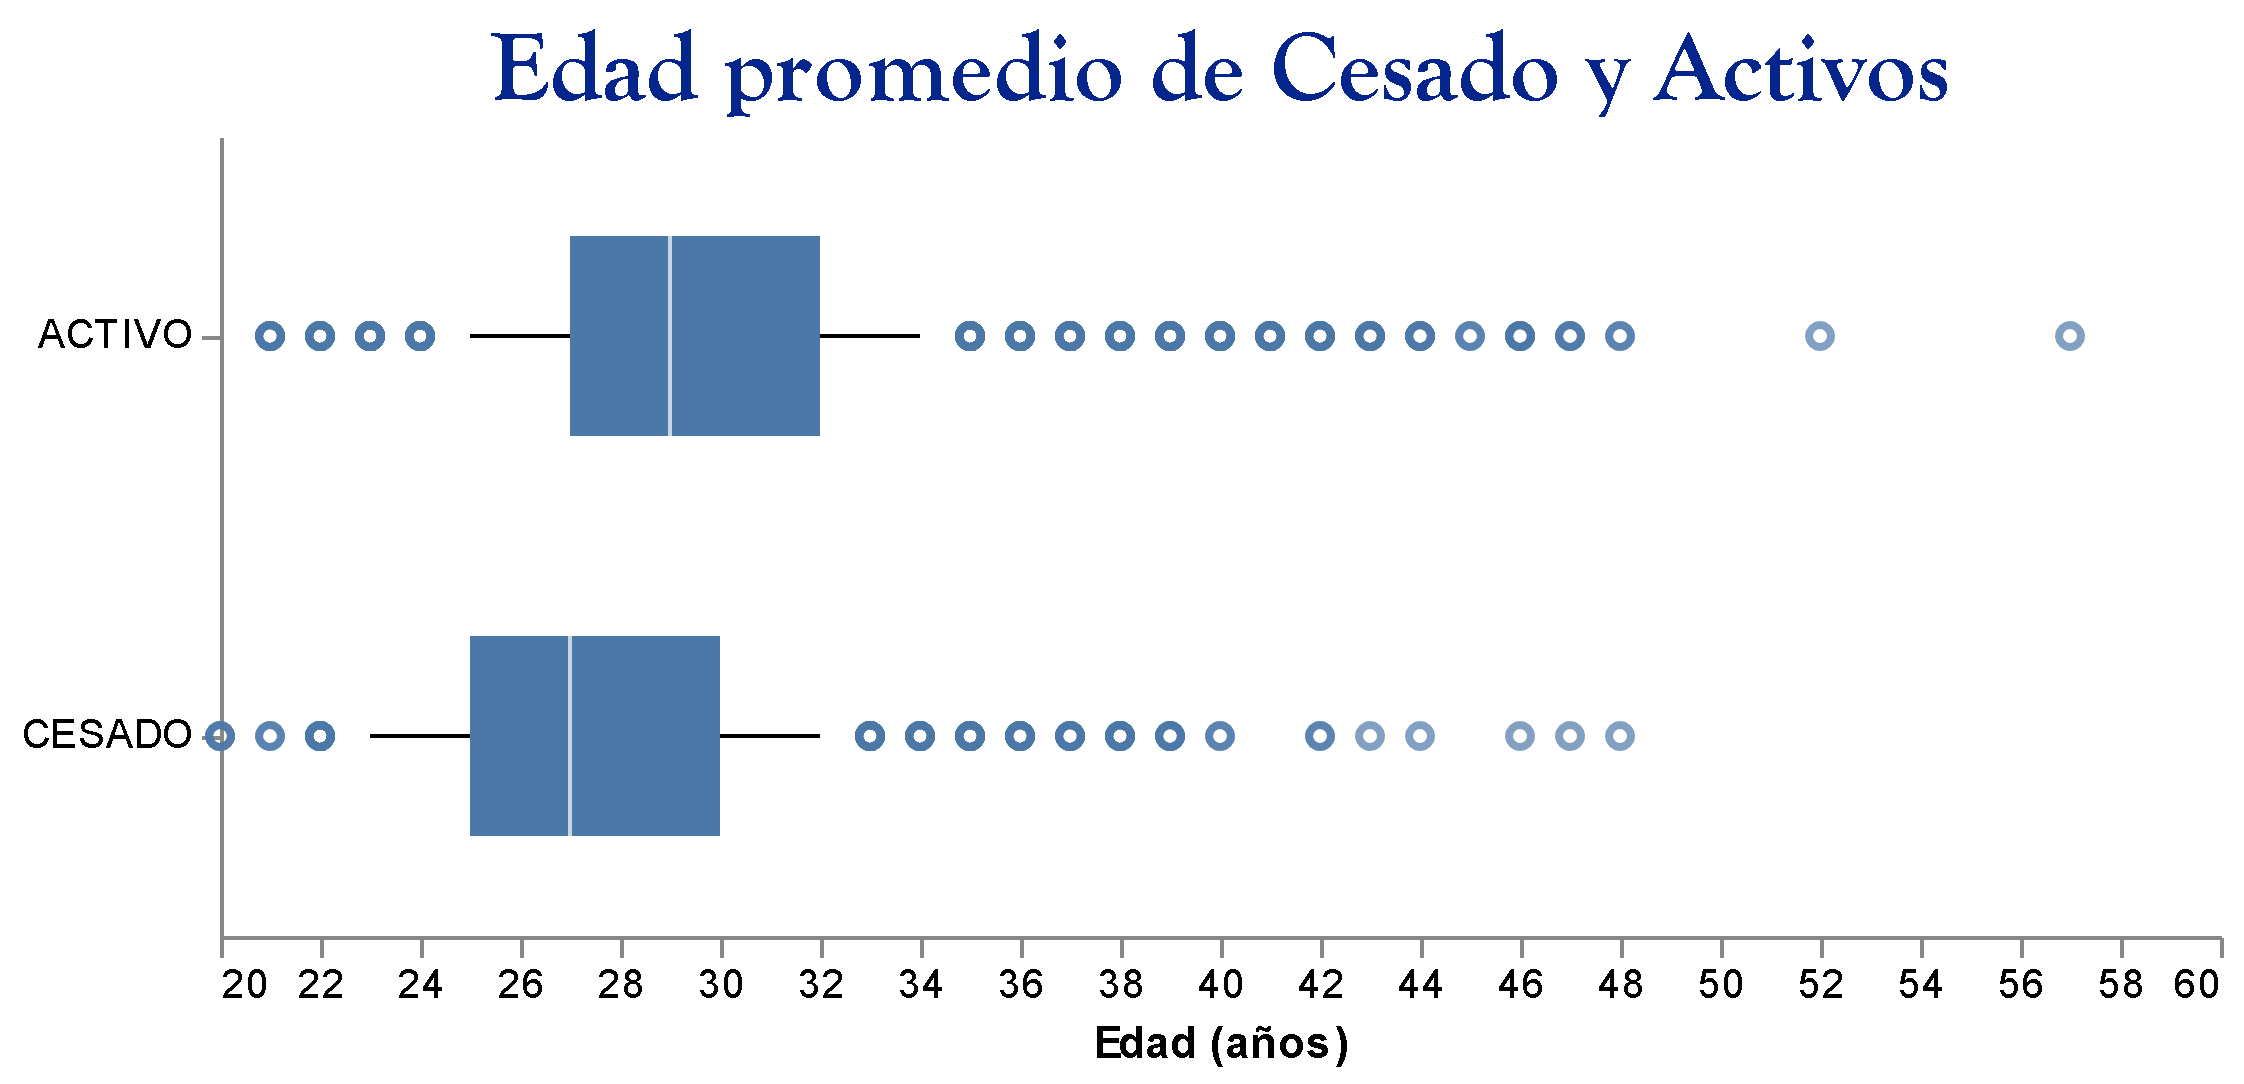 Edad promedio de Cesado y Activos
ACTIVO
CESADO
20 22 24 26 28 30 32 34 36 38 40 42 44 46 48 50 52 54 56 58 60
Edad (años)